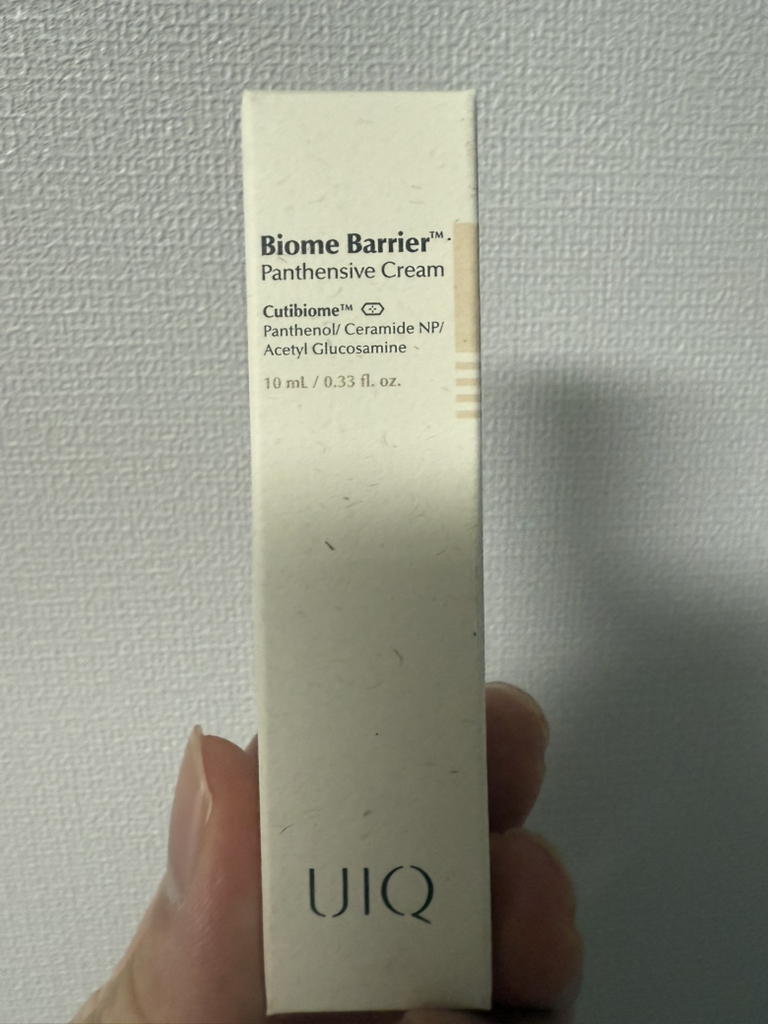 Biome Barrier™
Panthensive Cream
Cutibiome™
Panthenol/ Ceramide NP/
Acetyl Glucosamine
10 mL / 0.33 fl. oz.
UIQ